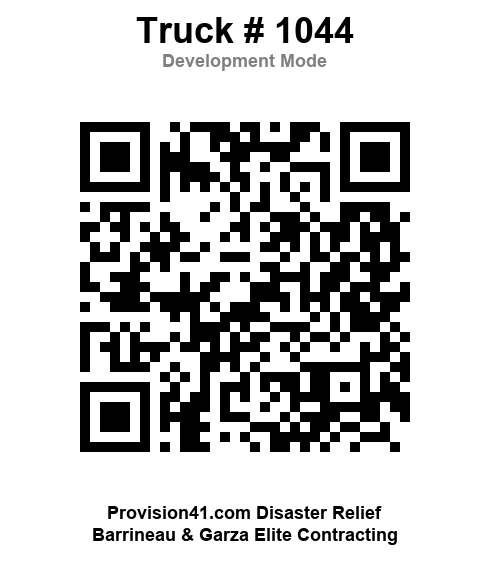 Truck # 1044
Development Mode
Provision41.com Disaster Relief
Barrineau & Garza Elite Contracting